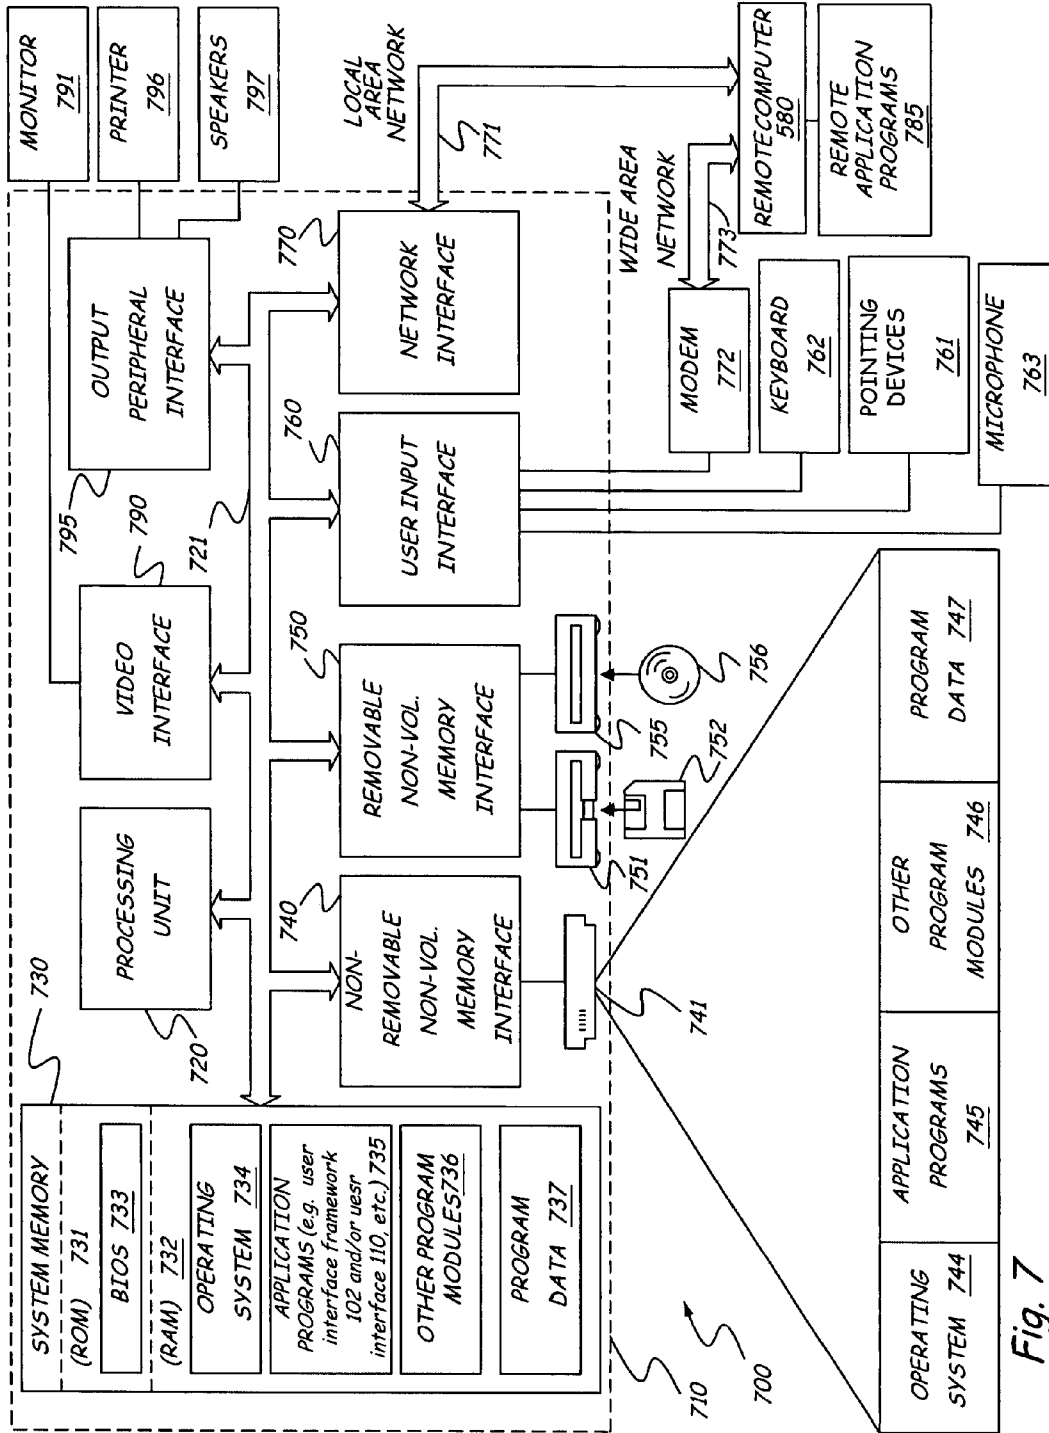 SYSTEM MEMORY
(ROM) 731
BIOS 733
(RAM) 732
OPERATING
SYSTEM 734
APPLICATION
PROGRAMS (e.g. user
interface framework
102 and/or uesr
interface 110, etc.) 735
OTHER PROGRAM
MODULES 736
PROGRAM
DATA 737
730
PROCESSING
UNIT
720
VIDEO
INTERFACE
790
721
OUTPUT
PERIPHERAL
INTERFACE
795
MONITOR
791
PRINTER
796
SPEAKERS
797
NON-
REMOVABLE
NON-VOL.
MEMORY
INTERFACE
740
REMOVABLE
NON-VOL.
MEMORY
INTERFACE
750
USER INPUT
INTERFACE
760
NETWORK
INTERFACE
770
LOCAL
AREA
NETWORK
771
WIDE AREA
NETWORK
773
741
751
752
755
756
MODEM
772
KEYBOARD
762
POINTING
DEVICES
761
MICROPHONE
763
REMOTECOMPUTER
580
REMOTE
APPLICATION
PROGRAMS
785
710
700
OPERATING
SYSTEM 744
APPLICATION
PROGRAMS
745
OTHER
PROGRAM
MODULES 746
PROGRAM
DATA 747
Fig. 7